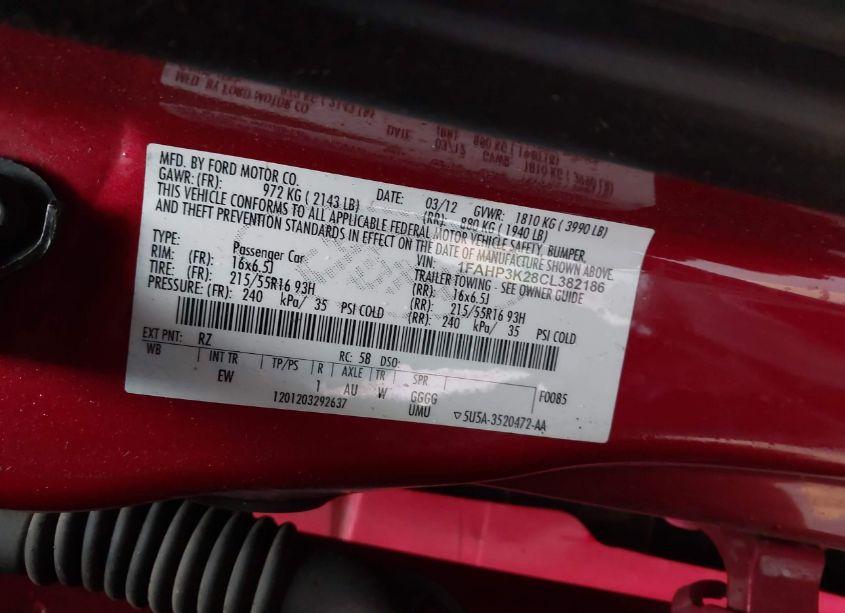 MFD. BY FORD MOTOR CO. DATE: 03/12 GVWR: 1810 KG ( 3990 LB)
GAWR: (FR): 972 KG ( 2143 LB) (RR): 880 KG ( 1940 LB)
THIS VEHICLE CONFORMS TO ALL APPLICABLE FEDERAL MOTOR VEHICLE SAFETY, BUMPER,
AND THEFT PREVENTION STANDARDS IN EFFECT ON THE DATE OF MANUFACTURE SHOWN ABOVE.
VIN: 1FAHP3K28CL382186
TYPE: Passenger Car TRAILER TOWING - SEE OWNER GUIDE
RIM: (FR): 16x6.5J (RR): 16x6.5J
TIRE: (FR): 215/55R16 93H (RR): 215/55R16 93H
PRESSURE: (FR): 240 kPa/ 35 PSI COLD (RR): 240 kPa/ 35 PSI COLD
EXT PNT: RZ RC: 58 DSO:
WB INT TR TP/PS R AXLE TR SPR F0085
EW 1 AU W GGGG
1201203292637 UMU ▽5U5A-3520472-AA